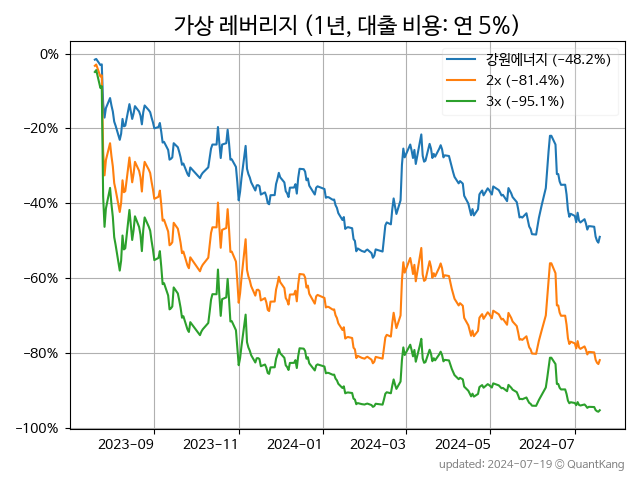 가상 레버리지 (1년, 대출 비용: 연 5%)
강원에너지 (−48.2%)
2x (−81.4%)
3x (−95.1%)
0%
−20%
−40%
−60%
−80%
−100%
2023-09 2023-11 2024-01 2024-03 2024-05 2024-07
updated: 2024-07-19 © QuantKang